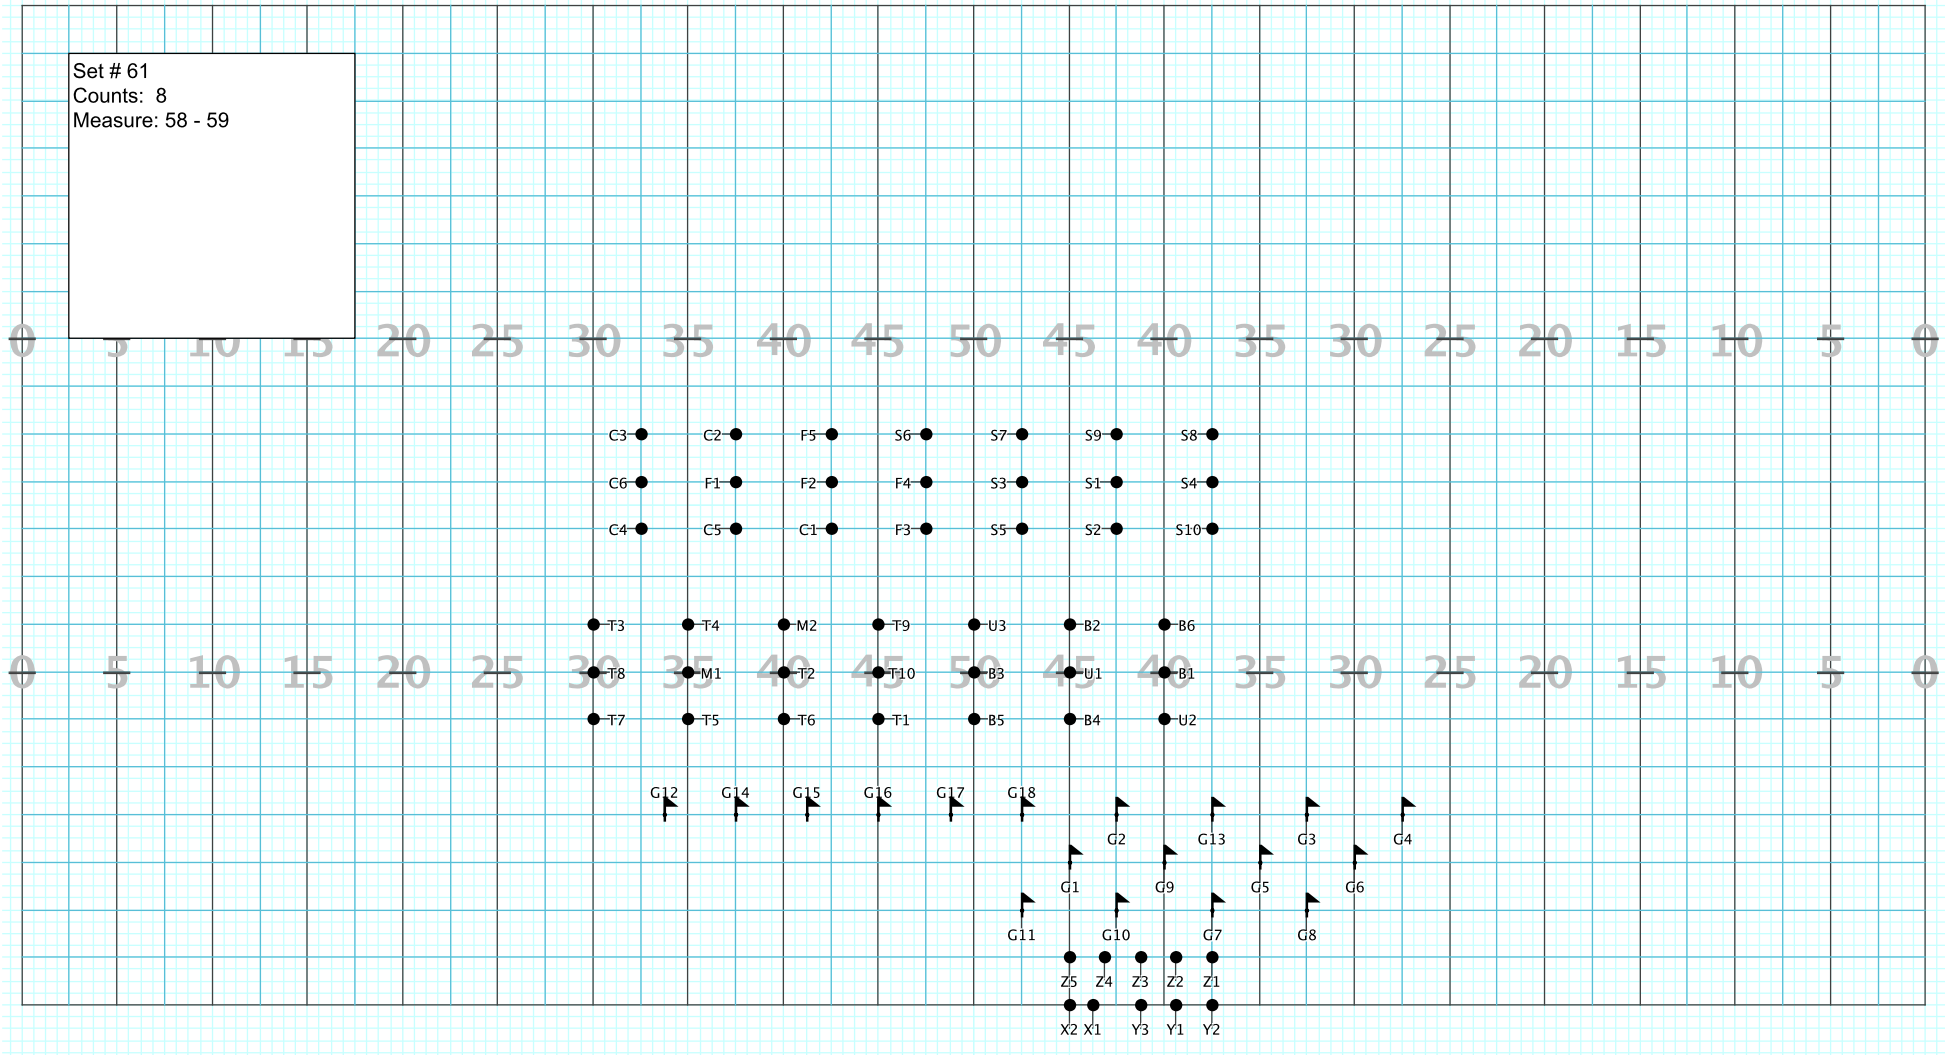 Set # 61
Counts: 8
Measure: 58 - 59
0 5 10 15 20 25 30 35 40 45 50 45 40 35 30 25 20 15 10 5 0
C3 C2 F5 S6 S7 S9 S8
C6 F1 F2 F4 S3 S1 S4
C4 C5 C1 F3 S5 S2 S10
T3 T4 M2 T9 U3 B2 B6
0 5 10 15 20 25 30 T8 35 M1 40 T2 45 T10 50 B3 45 U1 40 B1 35 30 25 20 15 10 5 0
T7 T5 T6 T1 B5 B4 U2
G12 G14 G15 G16 G17 G18
G2 G13 G3 G4
G1 G9 G5 G6
G11 G10 G7 G8
Z5 Z4 Z3 Z2 Z1
X2 X1 Y3 Y1 Y2